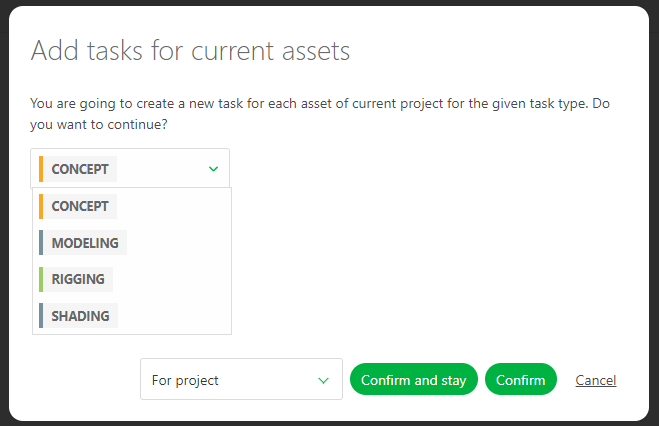 Add tasks for current assets
You are going to create a new task for each asset of current project for the given task type. Do
you want to continue?
CONCEPT
CONCEPT
MODELING
RIGGING
SHADING
For project
Confirm and stay
Confirm
Cancel